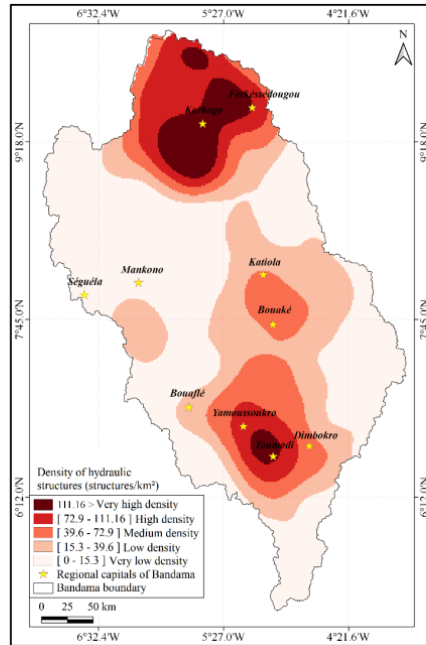 6°32.4'W 5°27.0'W 4°21.6'W
N
Ferkéssédougou
Korhogo
9°18.0'N 9°18.0'N
Katiola
Mankono
Séguéla
Bouaké
7°45.0'N 7°45.0'N
Bouaflé
Yamoussoukro
Dimbokro
Toumodi
Density of hydraulic
structures (structures/km²)
111.16 > Very high density
[ 72.9 - 111.16 ] High density
[ 39.6 - 72.9 ] Medium density
[ 15.3 - 39.6 ] Low density
[ 0 - 15.3 ] Very low density
Regional capitals of Bandama
Bandama boundary
6°12.0'N 6°12.0'N
0 25 50 km
6°32.4'W 5°27.0'W 4°21.6'W